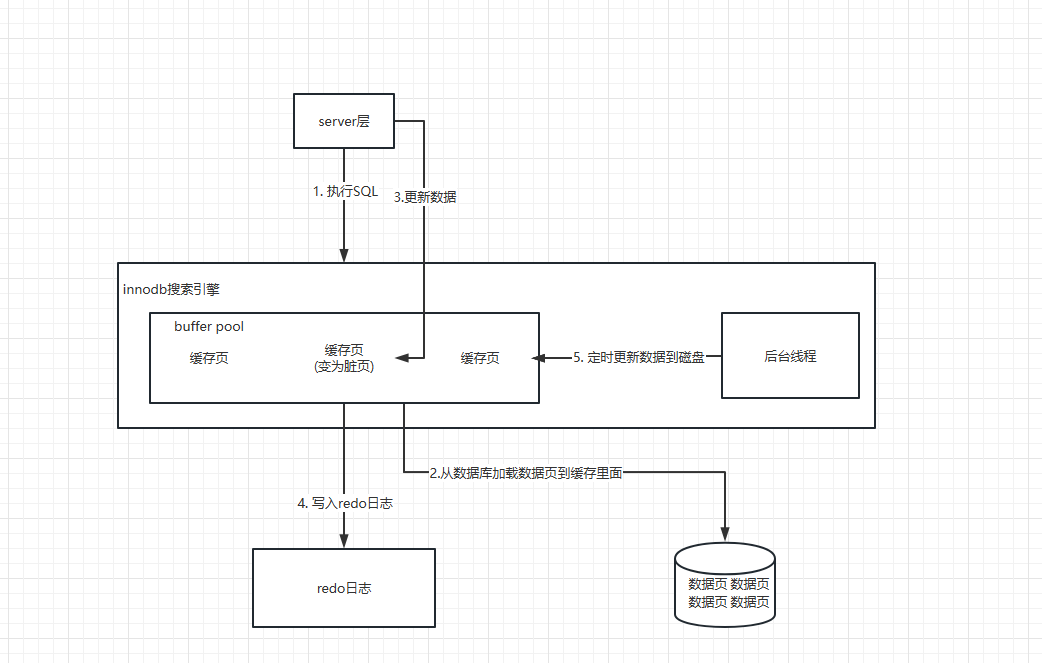 server层
1. 执行SQL
3.更新数据
innodb搜索引擎
buffer pool
缓存页
缓存页
(变为脏页)
缓存页
5. 定时更新数据到磁盘
后台线程
2.从数据库加载数据页到缓存里面
4. 写入redo日志
redo日志
数据页 数据页
数据页 数据页